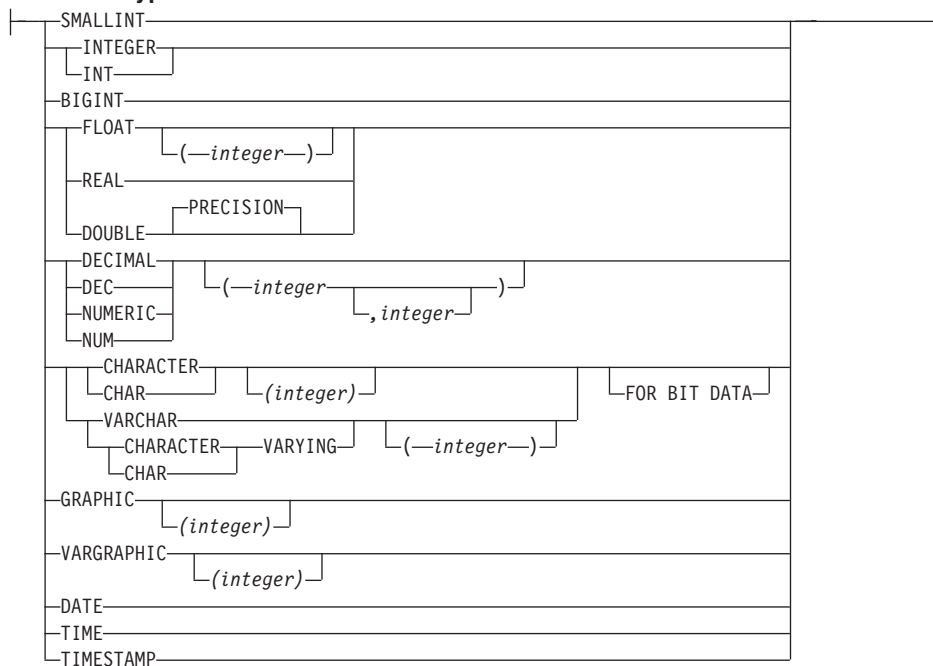 SMALLINT
INTEGER
INT
BIGINT
FLOAT
( integer )
REAL
PRECISION
DOUBLE
DECIMAL
DEC
( integer )
NUMERIC
,integer
NUM
CHARACTER
CHAR
(integer)
FOR BIT DATA
VARCHAR
CHARACTER VARYING
( integer )
CHAR
GRAPHIC
(integer)
VARGRAPHIC
(integer)
DATE
TIME
TIMESTAMP